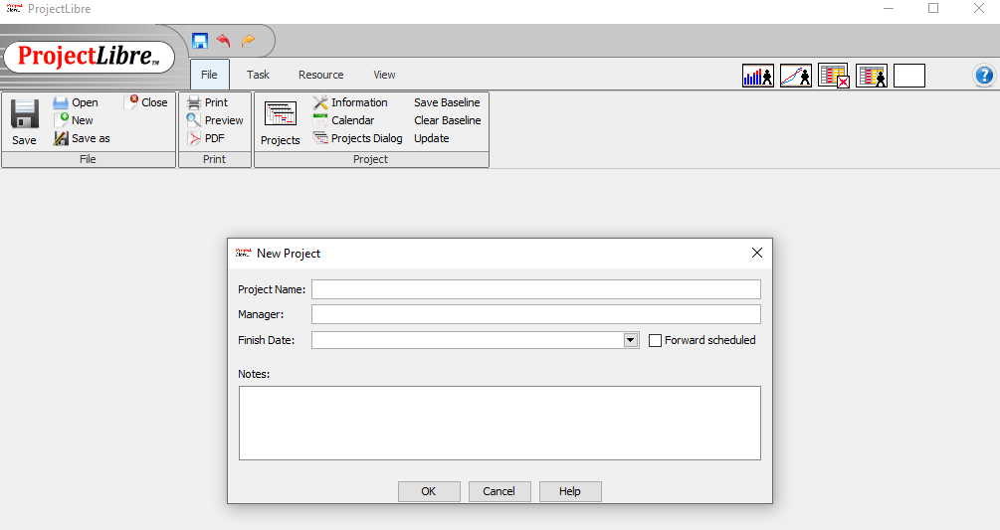 ProjectLibre
ProjectLibre™
File Task Resource View
Save
Open
New
Save as
Close
File
Print
Preview
PDF
Print
Projects
Information
Calendar
Projects Dialog
Save Baseline
Clear Baseline
Update
Project
New Project
Project Name:
Manager:
Finish Date:
Forward scheduled
Notes:
OK Cancel Help